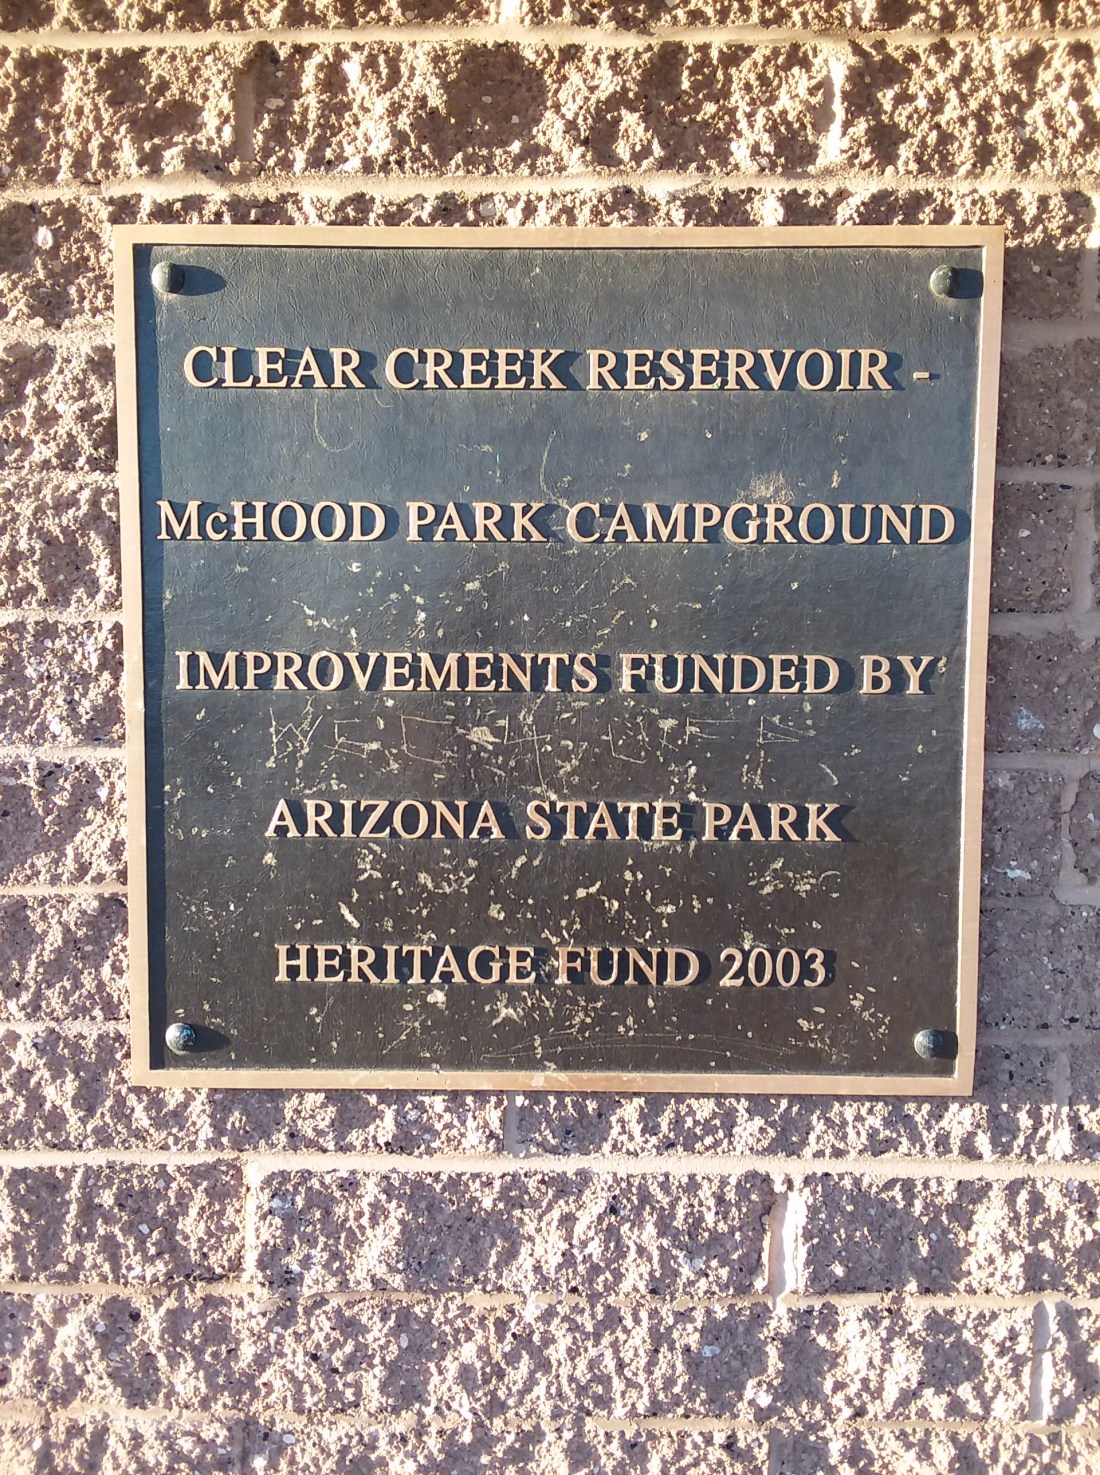 CLEAR CREEK RESERVOIR -
McHOOD PARK CAMPGROUND
IMPROVEMENTS FUNDED BY
ARIZONA STATE PARK
HERITAGE FUND 2003